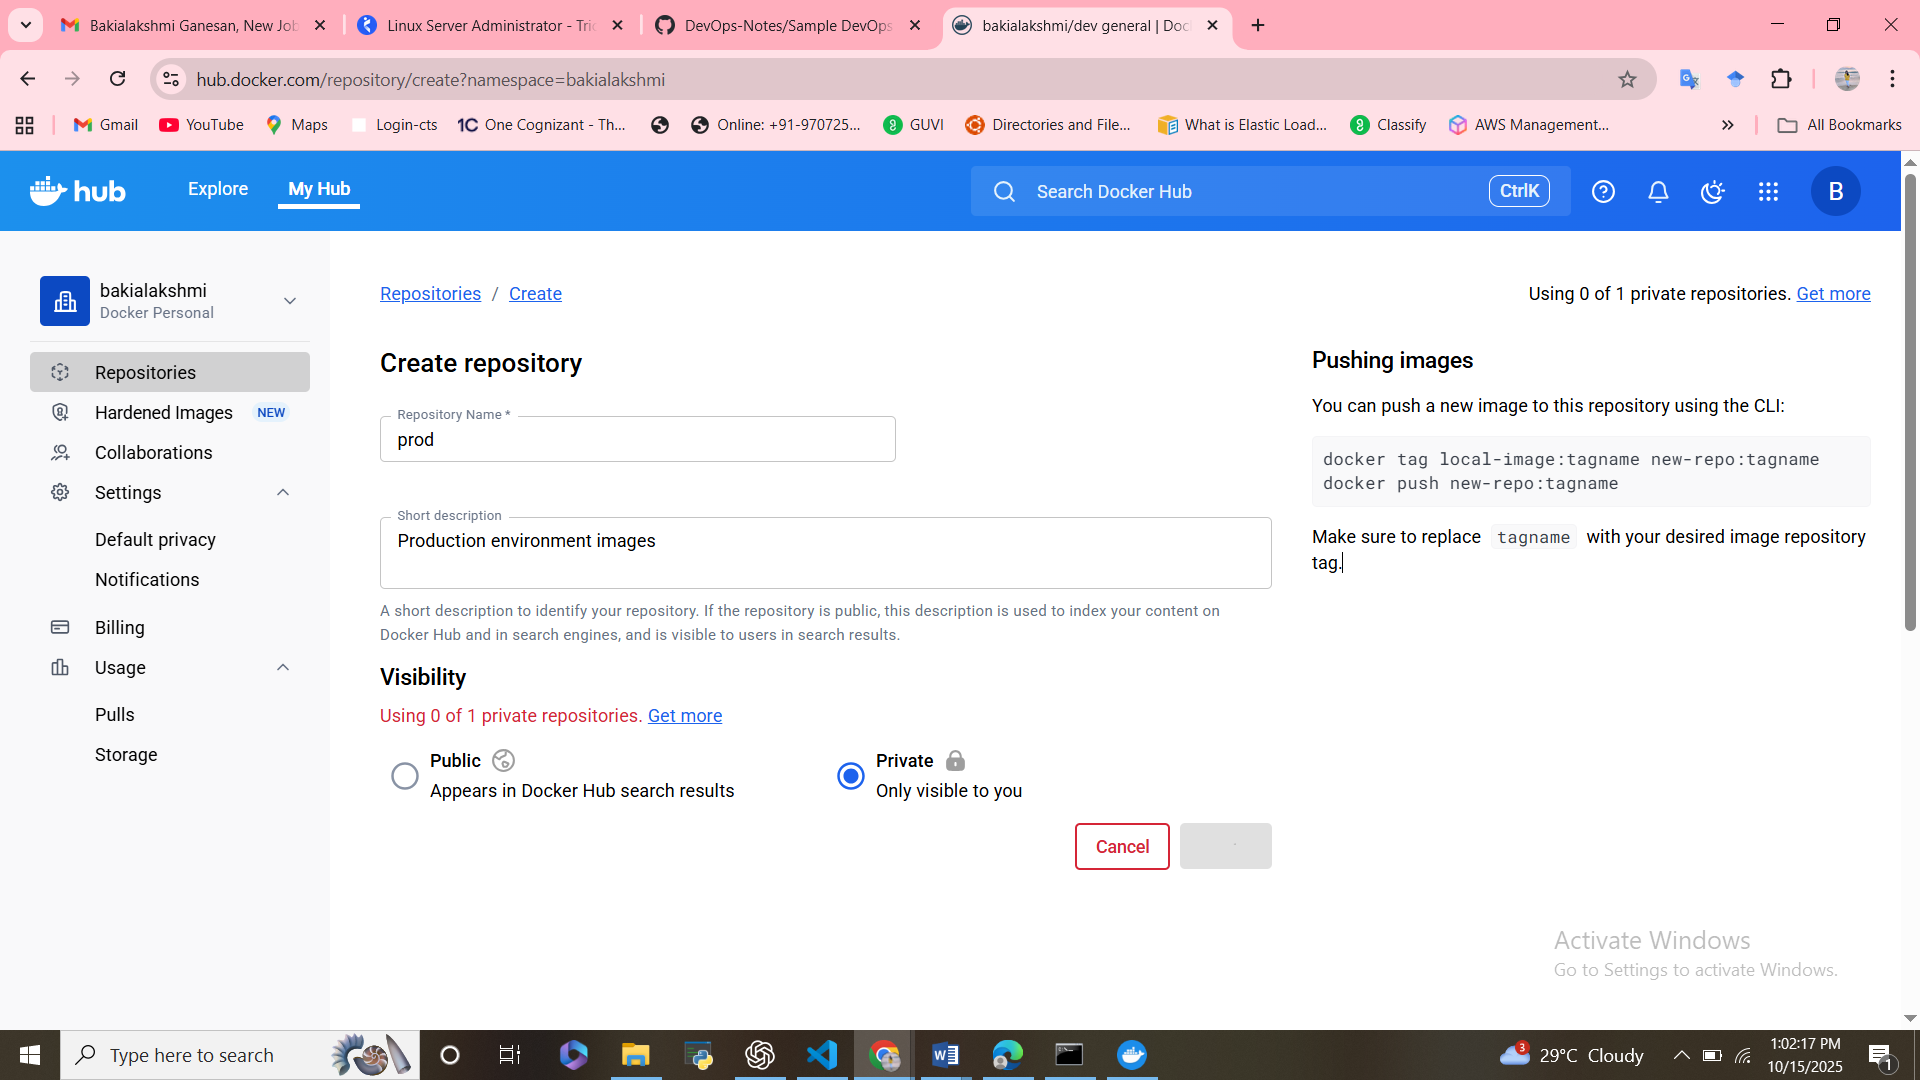 Bakialakshmi Ganesan, New Job
Linux Server Administrator - Tric
DevOps-Notes/Sample DevOps
bakialakshmi/dev general | Doc
hub.docker.com/repository/create?namespace=bakialakshmi
Gmail
YouTube
Maps
Login-cts
1C One Cognizant - Th...
Online: +91-970725...
GUVI
Directories and File...
What is Elastic Load...
Classify
AWS Management...
All Bookmarks
hub
Explore
My Hub
Search Docker Hub
CtrlK
B
bakialakshmi
Docker Personal
Repositories
Hardened Images NEW
Collaborations
Settings
Default privacy
Notifications
Billing
Usage
Pulls
Storage
Repositories / Create
Using 0 of 1 private repositories. Get more
Create repository
Repository Name *
prod
Short description
Production environment images
A short description to identify your repository. If the repository is public, this description is used to index your content on
Docker Hub and in search engines, and is visible to users in search results.
Visibility
Using 0 of 1 private repositories. Get more
Public
Appears in Docker Hub search results
Private
Only visible to you
Cancel
Pushing images
You can push a new image to this repository using the CLI:
docker tag local-image:tagname new-repo:tagname
docker push new-repo:tagname
Make sure to replace tagname with your desired image repository
tag.
Activate Windows
Go to Settings to activate Windows.
Type here to search
3
29°C Cloudy
1:02:17 PM
10/15/2025
1